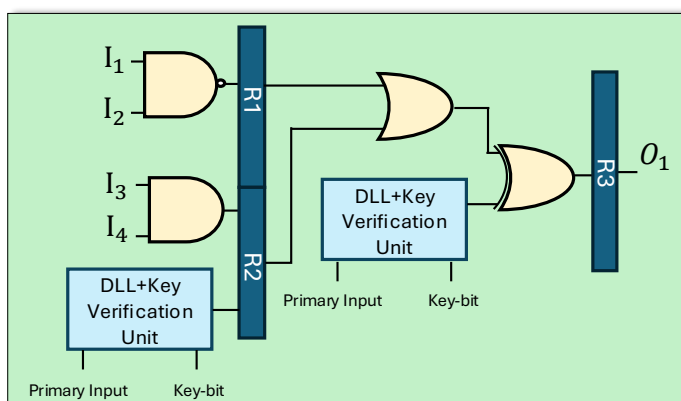 I₁
I₂
R1
O₁
R3
I₃
I₄
DLL+Key
Verification
Unit
R2
Primary Input
Key-bit
DLL+Key
Verification
Unit
Primary Input
Key-bit